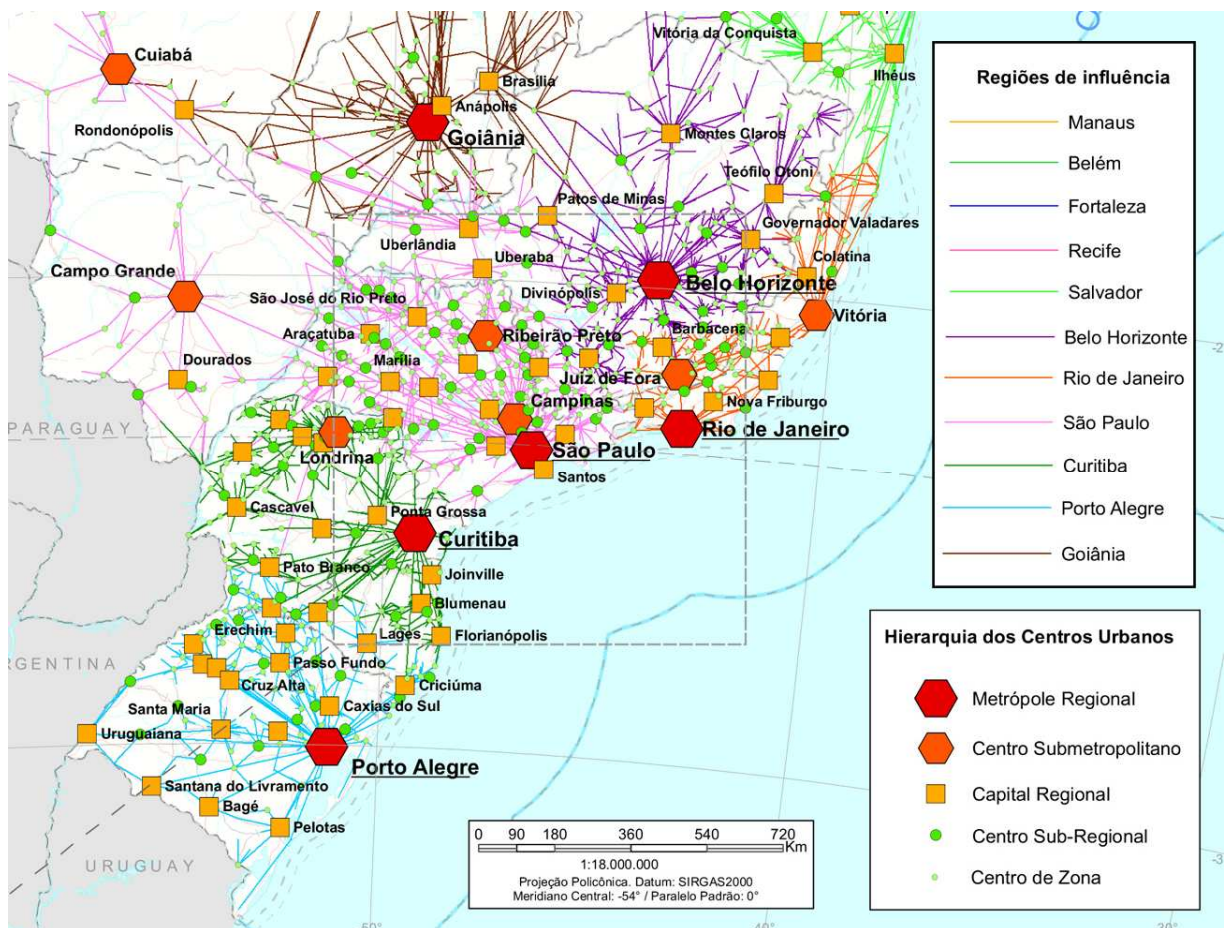 Vitória da Conquista
Cuiabá
Ilhéus
Brasília
Anápolis
Rondonópolis
Goiânia
Montes Claros
Teófilo Otoni
Patos de Minas
Governador Valadares
Uberlândia
Colatina
Uberaba
Campo Grande
Belo Horizonte
Divinópolis
São José do Rio Preto
Vitória
Araçatuba
Ribeirão Preto
Barbacena
Marília
Dourados
Juiz de Fora
Campinas
Nova Friburgo
PARAGUAY
Rio de Janeiro
Londrina
São Paulo
Santos
Cascavel
Ponta Grossa
Curitiba
Pato Branco
Joinville
Blumenau
Erechim
Lages
Florianópolis
RGENTINA
Passo Fundo
Cruz Alta
Criciúma
Santa Maria
Caxias do Sul
Uruguaiana
Porto Alegre
Santana do Livramento
Bagé
Pelotas
URUGUAY
-50°
-40°
-30°
-2
-3
Regiões de influência
Manaus
Belém
Fortaleza
Recife
Salvador
Belo Horizonte
Rio de Janeiro
São Paulo
Curitiba
Porto Alegre
Goiânia
Hierarquia dos Centros Urbanos
Metrópole Regional
Centro Submetropolitano
Capital Regional
Centro Sub-Regional
Centro de Zona
0 90 180 360 540 720
Km
1:18.000.000
Projeção Policônica. Datum: SIRGAS2000
Meridiano Central: -54° / Paralelo Padrão: 0°